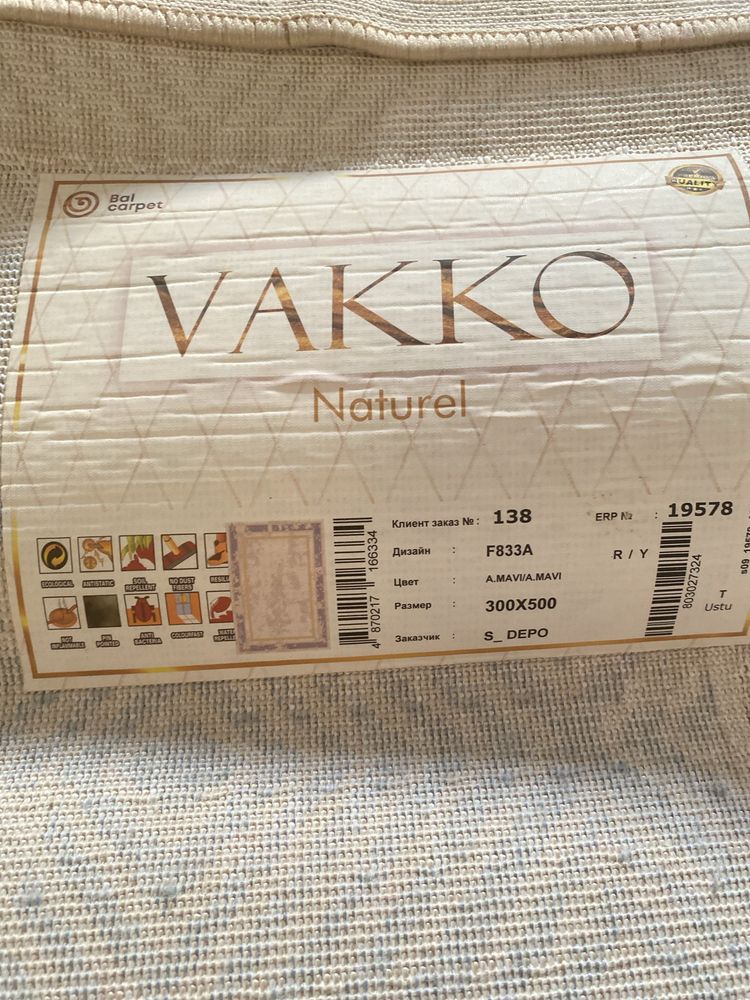 Bal
carpet
QUALITY
VAKKO
Naturel
Клиент заказ № : 138
ERP № : 19578
Дизайн : F833A
R / Y
Цвет : A.MAVI/A.MAVI
Размер : 300X500
Заказчик : S_ DEPO
T
Ustu
4 870217 166334
803027324
ECOLOGICAL
ANTISTATIC
SOIL
REPELLENT
NO DUST
FIBERS
NOT
INFLAMMABLE
ANTI
BACTERIA
COLOURFAST